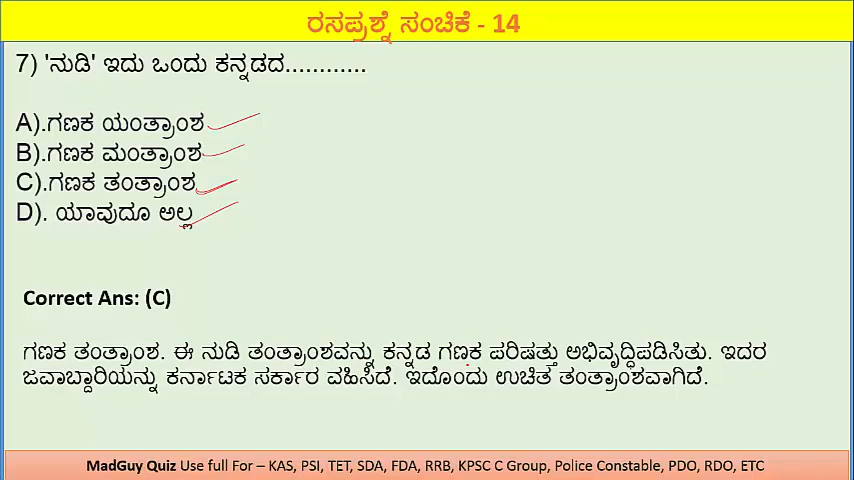 ರಸಪ್ರಶ್ನೆ ಸಂಚಿಕೆ - 14
7) 'ನುಡಿ' ಇದು ಒಂದು ಕನ್ನಡದ............
A).ಗಣಕ ಯಂತ್ರಾಂಶ
B).ಗಣಕ ಮಂತ್ರಾಂಶ
C).ಗಣಕ ತಂತ್ರಾಂಶ
D). ಯಾವುದೂ ಅಲ್ಲ
Correct Ans: (C)
ಗಣಕ ತಂತ್ರಾಂಶ. ಈ ನುಡಿ ತಂತ್ರಾಂಶವನ್ನು ಕನ್ನಡ ಗಣಕ ಪರಿಷತ್ತು ಅಭಿವೃದ್ಧಿಪಡಿಸಿತು. ಇದರ
ಜವಾಬ್ದಾರಿಯನ್ನು ಕರ್ನಾಟಕ ಸರ್ಕಾರ ವಹಿಸಿದೆ. ಇದೊಂದು ಉಚಿತ ತಂತ್ರಾಂಶವಾಗಿದೆ.
MadGuy Quiz Use full For – KAS, PSI, TET, SDA, FDA, RRB, KPSC C Group, Police Constable, PDO, RDO, ETC